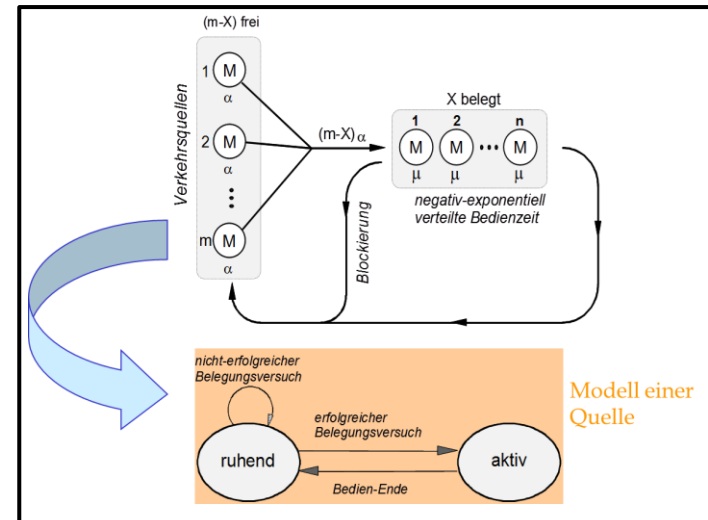 (m-X) frei
Verkehrsquellen
1 M
α
2 M
α
m M
α
(m-X) α
X belegt
1 2 n
M M ••• M
μ μ μ
negativ-exponentiell
verteilte Bedienzeit
Blockierung
nicht-erfolgreicher
Belegungsversuch
erfolgreicher
Belegungsversuch
ruhend
aktiv
Bedien-Ende
Modell einer
Quelle